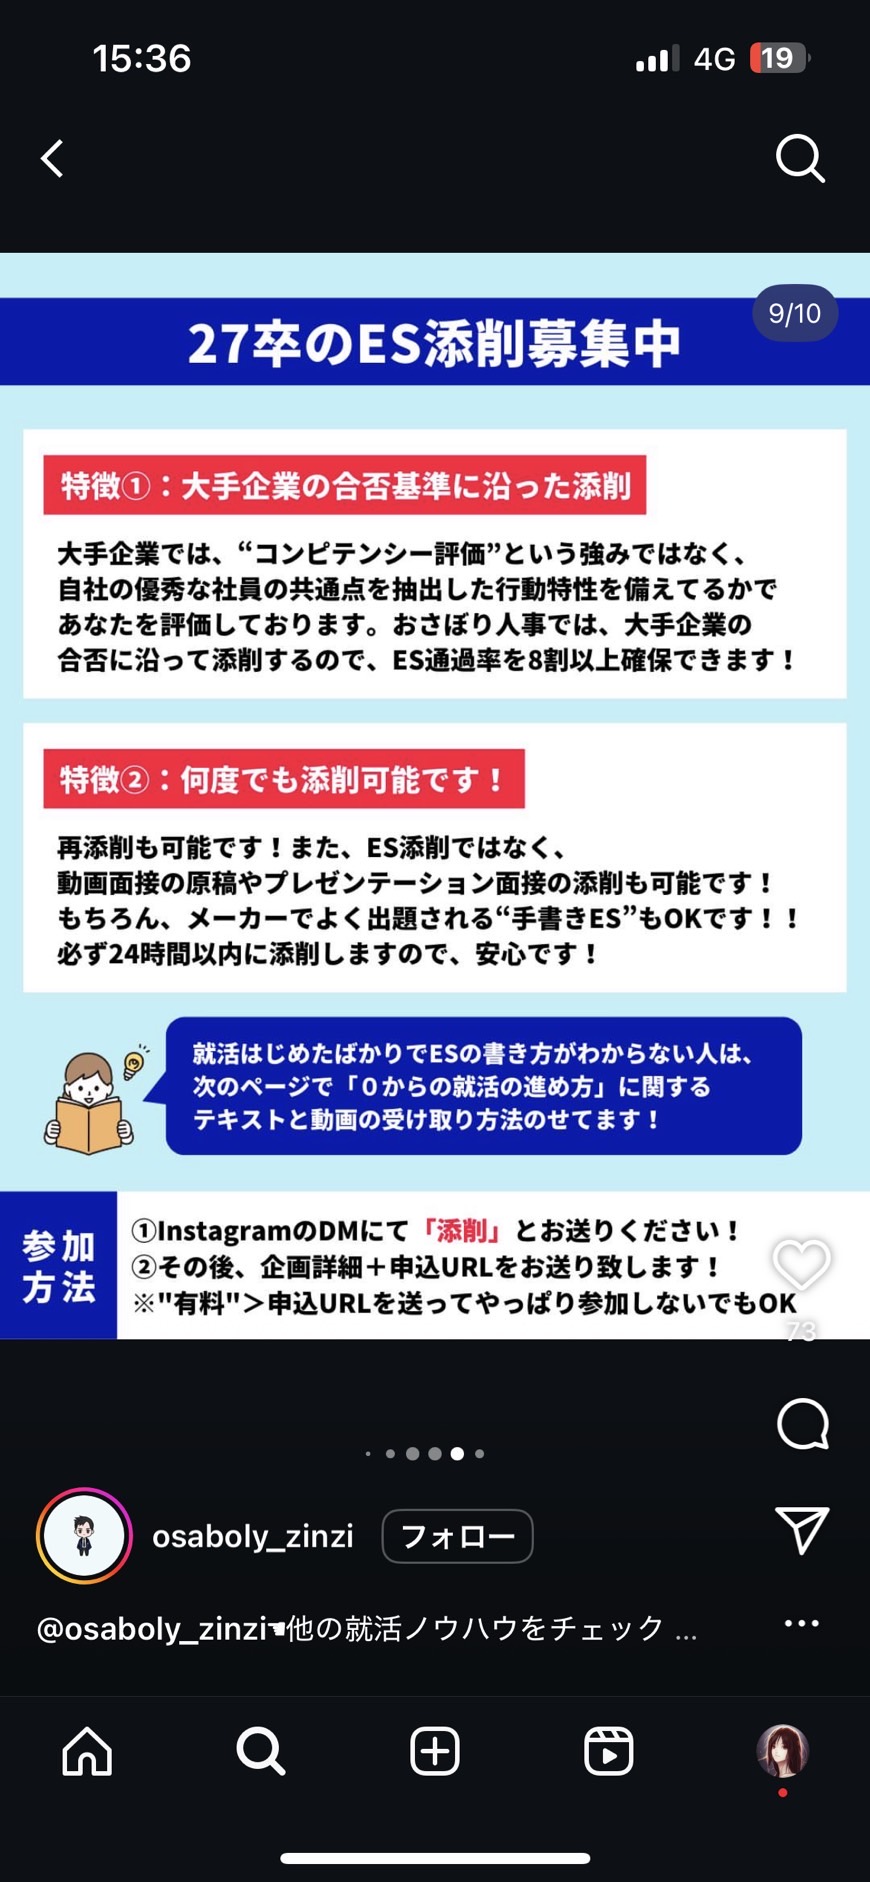 15:36
4G
19
9/10
27卒のES添削募集中
特徴①：大手企業の合否基準に沿った添削
大手企業では、“コンピテンシー評価”という強みではなく、
自社の優秀な社員の共通点を抽出した行動特性を備えてるかで
あなたを評価しております。おさぼり人事では、大手企業の
合否に沿って添削するので、ES通過率を8割以上確保できます！
特徴②：何度でも添削可能です！
再添削も可能です！また、ES添削ではなく、
動画面接の原稿やプレゼンテーション面接の添削も可能です！
もちろん、メーカーでよく出題される“手書きES”もOKです！！
必ず24時間以内に添削しますので、安心です！
就活はじめたばかりでESの書き方がわからない人は、
次のページで「０からの就活の進め方」に関する
テキストと動画の受け取り方法のせてます！
参加
方法
①InstagramのDMにて「添削」とお送りください！
②その後、企画詳細＋申込URLをお送り致します！
※"有料"＞申込URLを送ってやっぱり参加しないでもOK
73
osaboly_zinzi
フォロー
@osaboly_zinzi☚他の就活ノウハウをチェック ...